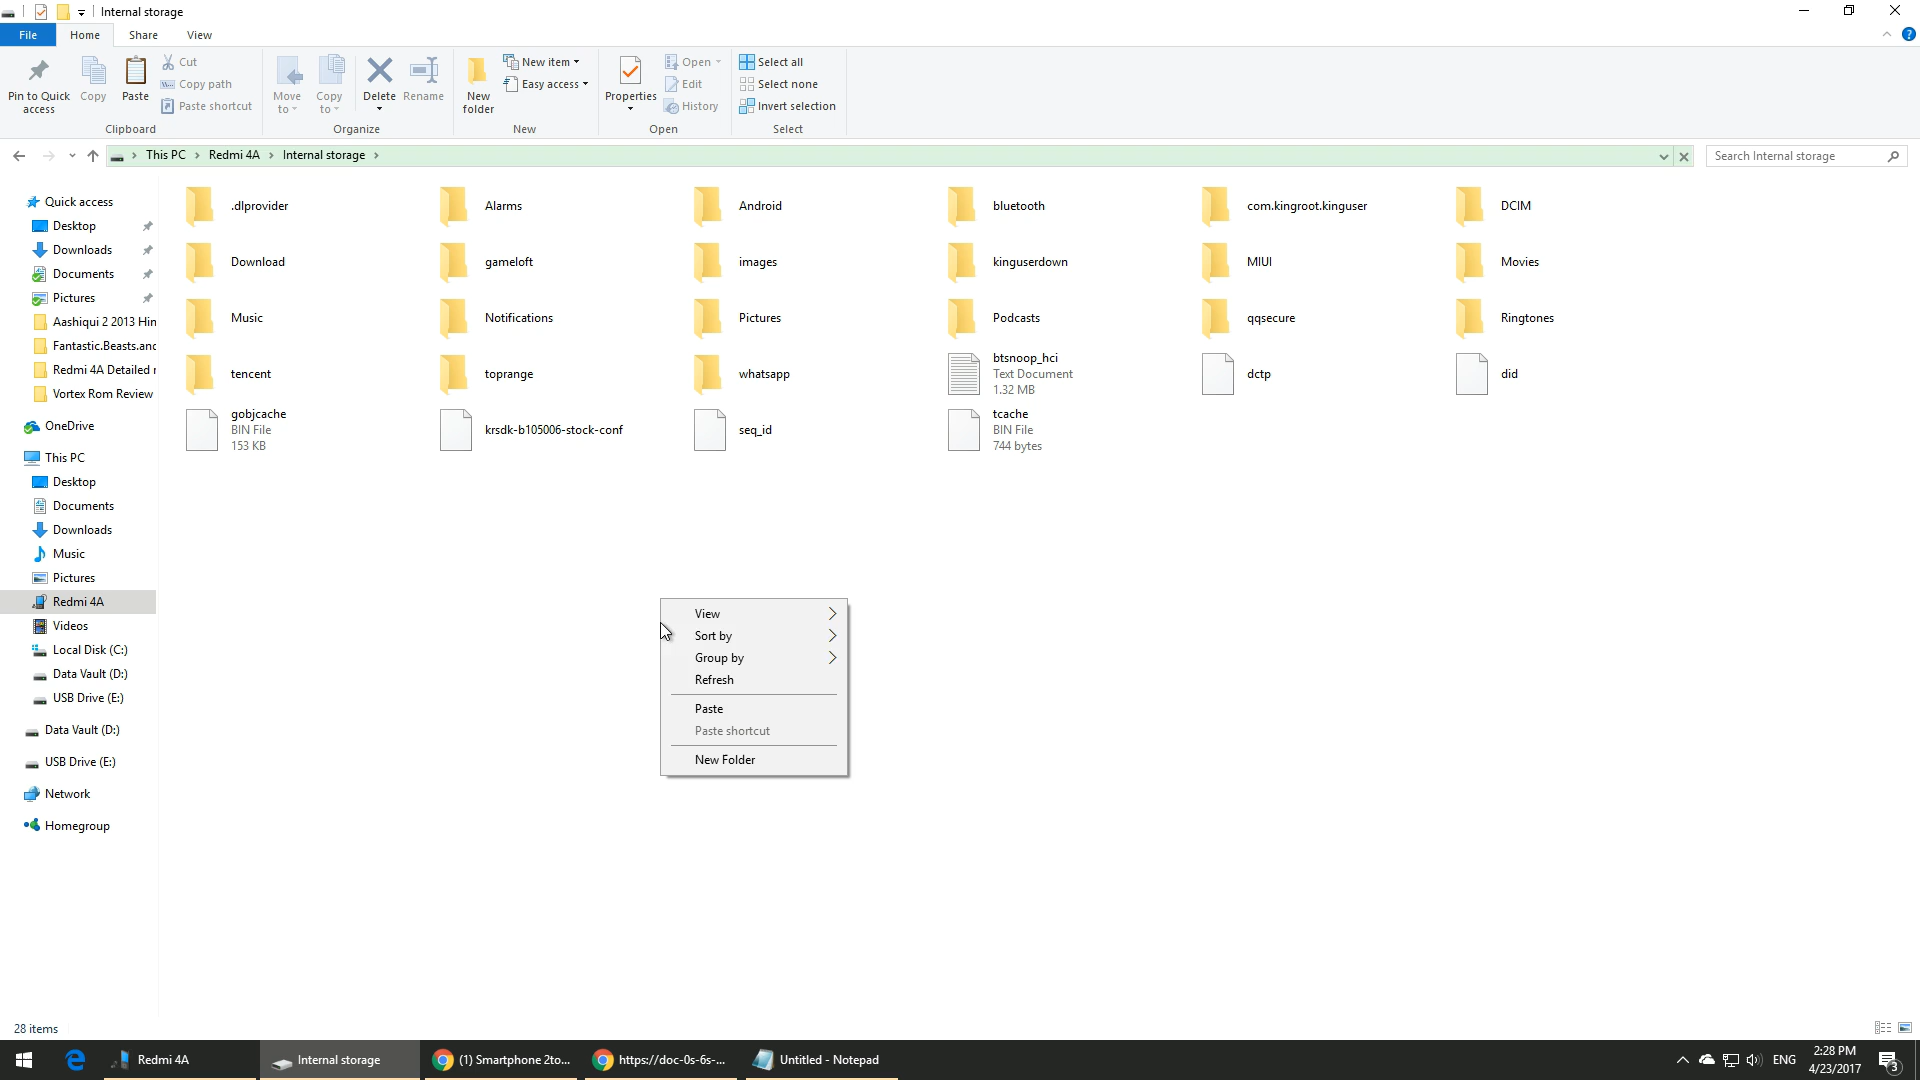 Internal storage
File Home Share View
Pin to Quick access
Copy
Paste
Cut
Copy path
Paste shortcut
Clipboard
Move to
Copy to
Delete
Rename
Organize
New folder
New item
Easy access
New
Properties
Open
Edit
History
Open
Select all
Select none
Invert selection
Select
This PC Redmi 4A Internal storage
Search Internal storage
Quick access
Desktop
Downloads
Documents
Pictures
Aashiqui 2 2013 Hin
Fantastic.Beasts.and
Redmi 4A Detailed r
Vortex Rom Review
OneDrive
This PC
Desktop
Documents
Downloads
Music
Pictures
Redmi 4A
Videos
Local Disk (C:)
Data Vault (D:)
USB Drive (E:)
Data Vault (D:)
USB Drive (E:)
Network
Homegroup
.dlprovider Alarms Android bluetooth com.kingroot.kinguser DCIM
Download gameloft images kinguserdown MIUI Movies
Music Notifications Pictures Podcasts qqsecure Ringtones
tencent toprange whatsapp
btsnoop_hci
Text Document
1.32 MB
dctp did
gobjcache
BIN File
153 KB
krsdk-b105006-stock-conf seq_id
tcache
BIN File
744 bytes
View
Sort by
Group by
Refresh
Paste
Paste shortcut
New Folder
28 items
Redmi 4A
Internal storage
(1) Smartphone 2to...
https://doc-0s-6s-...
Untitled - Notepad
ENG
2:28 PM
4/23/2017
3